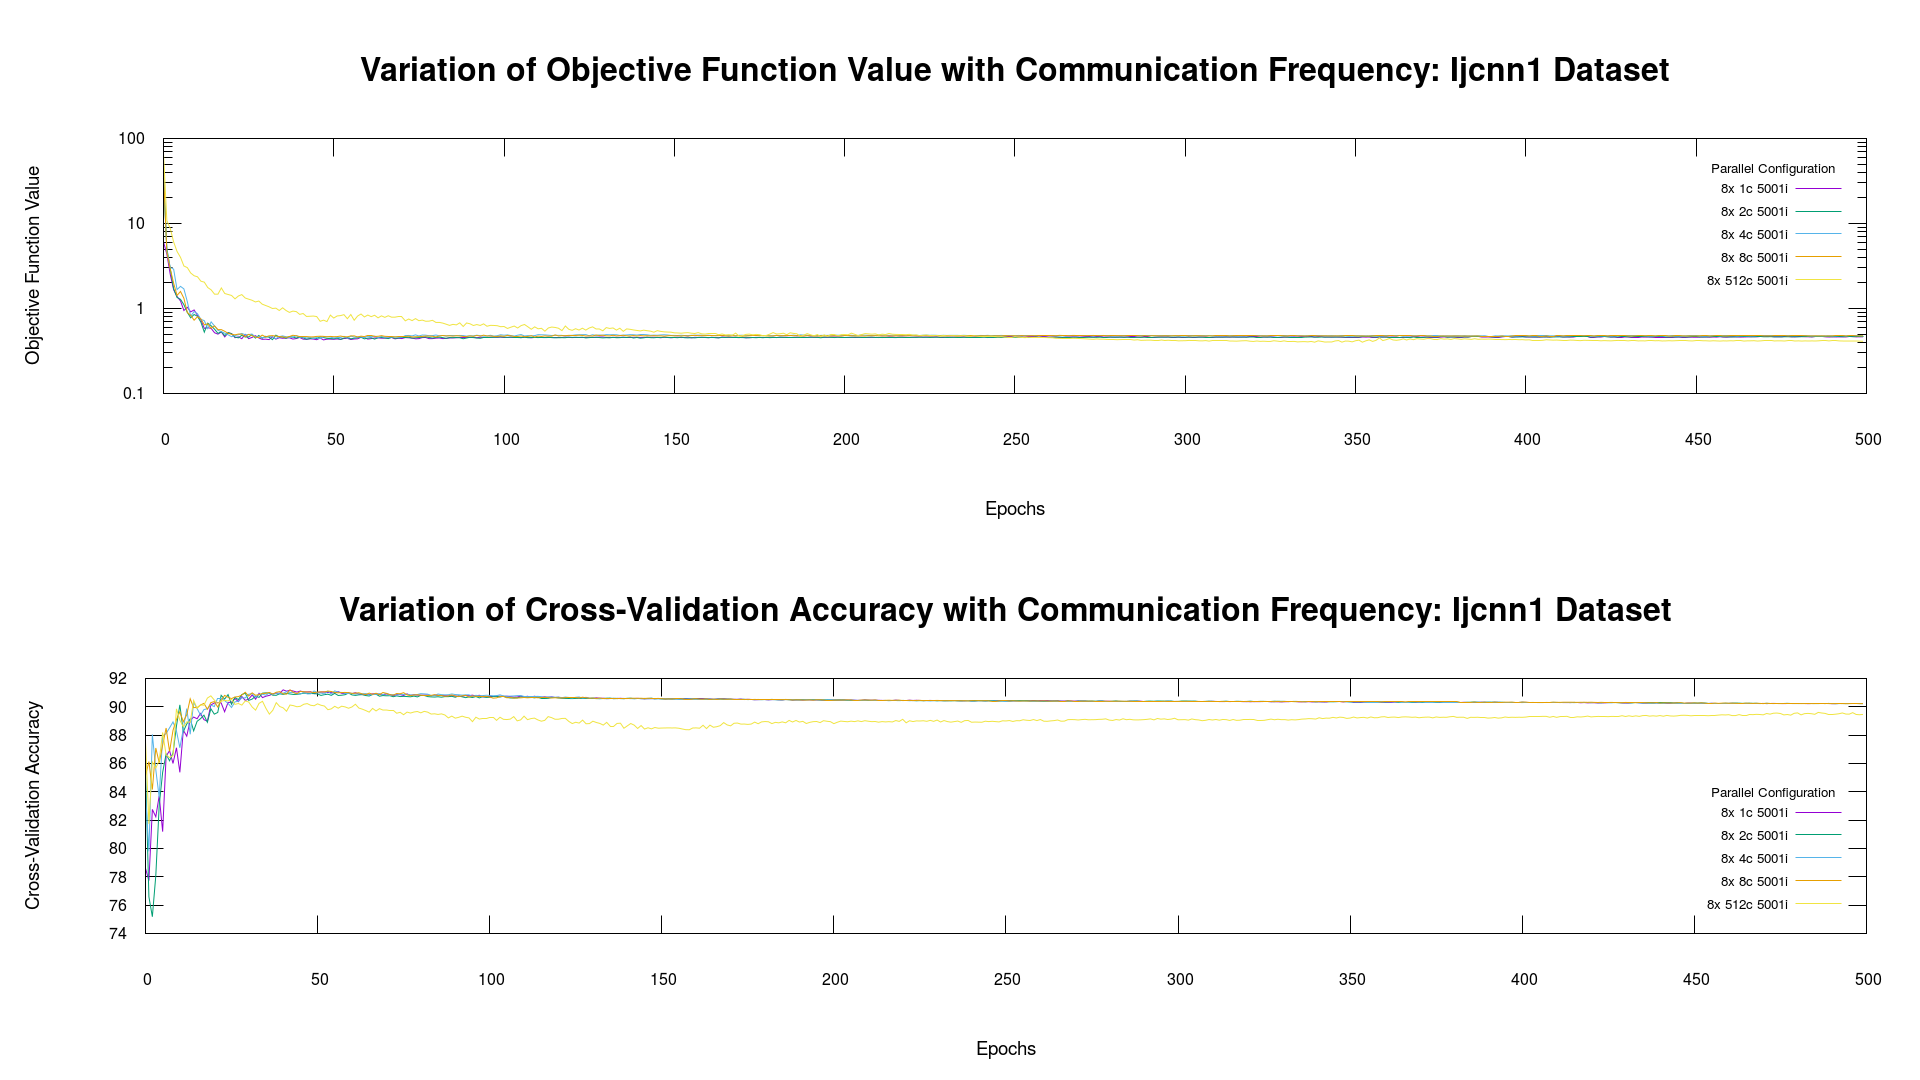 Variation of Objective Function Value with Communication Frequency: Ijcnn1 Dataset
Objective Function Value
100
10
1
0.1
Parallel Configuration
8x 1c 5001i
8x 2c 5001i
8x 4c 5001i
8x 8c 5001i
8x 512c 5001i
0 50 100 150 200 250 300 350 400 450 500
Epochs
Variation of Cross-Validation Accuracy with Communication Frequency: Ijcnn1 Dataset
Cross-Validation Accuracy
92
90
88
86
84
82
80
78
76
74
Parallel Configuration
8x 1c 5001i
8x 2c 5001i
8x 4c 5001i
8x 8c 5001i
8x 512c 5001i
0 50 100 150 200 250 300 350 400 450 500
Epochs